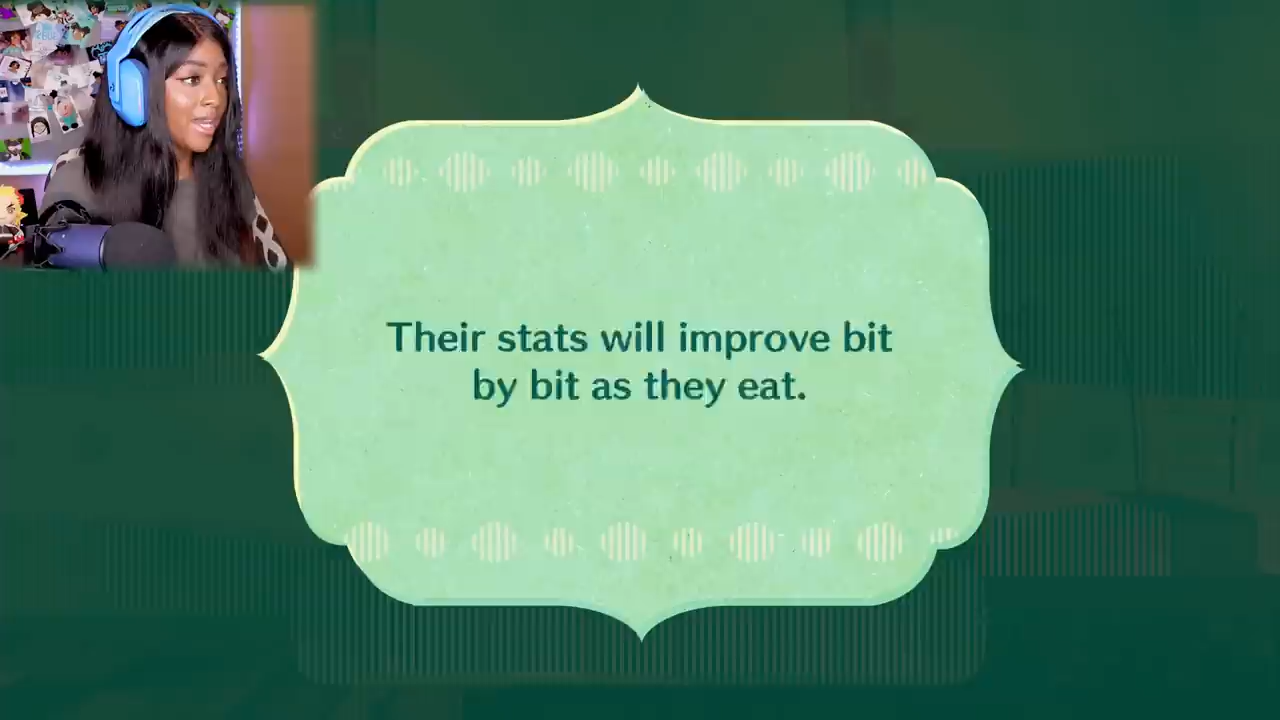 Their stats will improve bit
by bit as they eat.